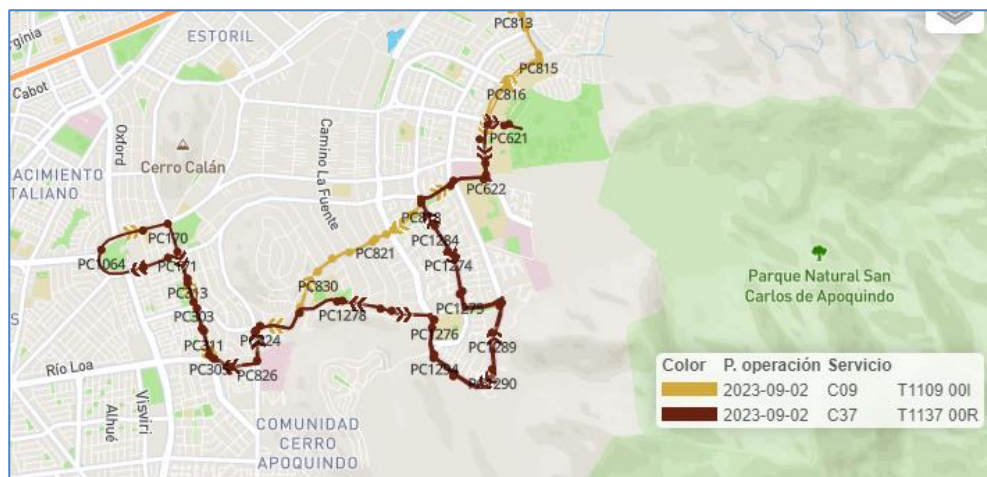 PC813
ESTORIL
PC815
Cabot
PC816
Oxford
Camino La Fuente
PC621
Cerro Calán
ACIMIENTO
TALIANO
PC622
PC170
PC1284
PC821
PC1064
PC171
PC1274
Parque Natural San
Carlos de Apoquindo
PC313
PC830
PC303
PC1278
PC1279
PC1276
PC311
PC1289
Río Loa
PC826
PC1294
Color P. operación Servicio
2023-09-02 C09 T1109 00I
2023-09-02 C37 T1137 00R
Alhué
Visviri
COMUNIDAD
CERRO
APOQUINDO